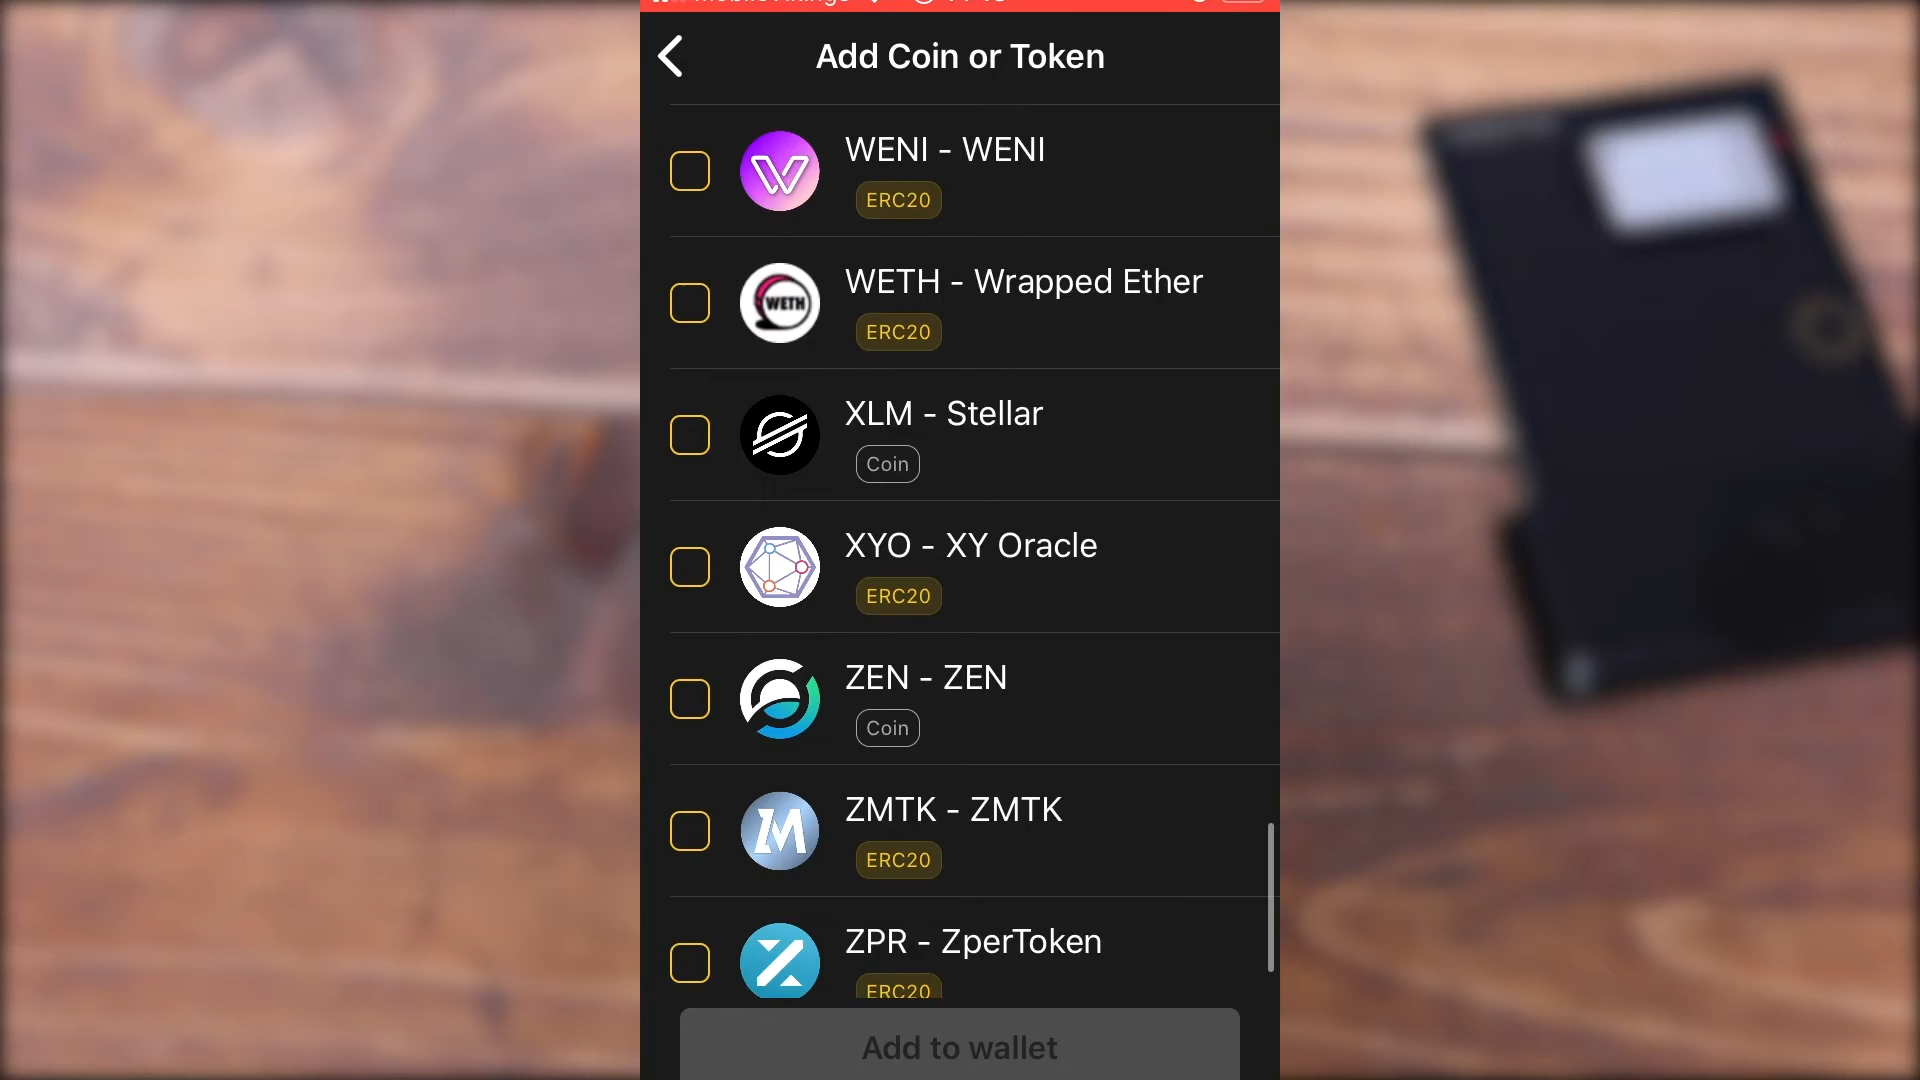 Add Coin or Token
WENI - WENI
ERC20
WETH
WETH - Wrapped Ether
ERC20
XLM - Stellar
Coin
XYO - XY Oracle
ERC20
ZEN - ZEN
Coin
ZMTK - ZMTK
ERC20
ZPR - ZperToken
ERC20
Add to wallet